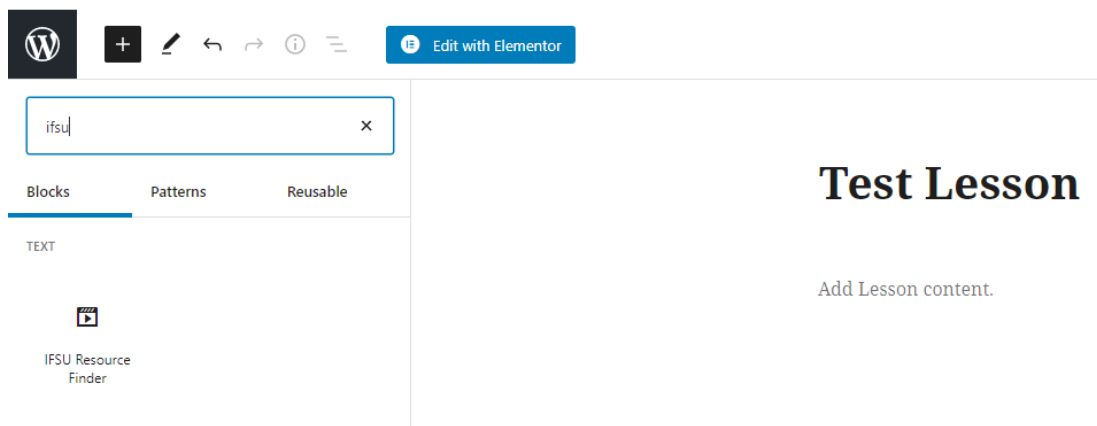 Edit with Elementor
ifsu
Blocks Patterns Reusable
TEXT
IFSU Resource
Finder
Test Lesson
Add Lesson content.